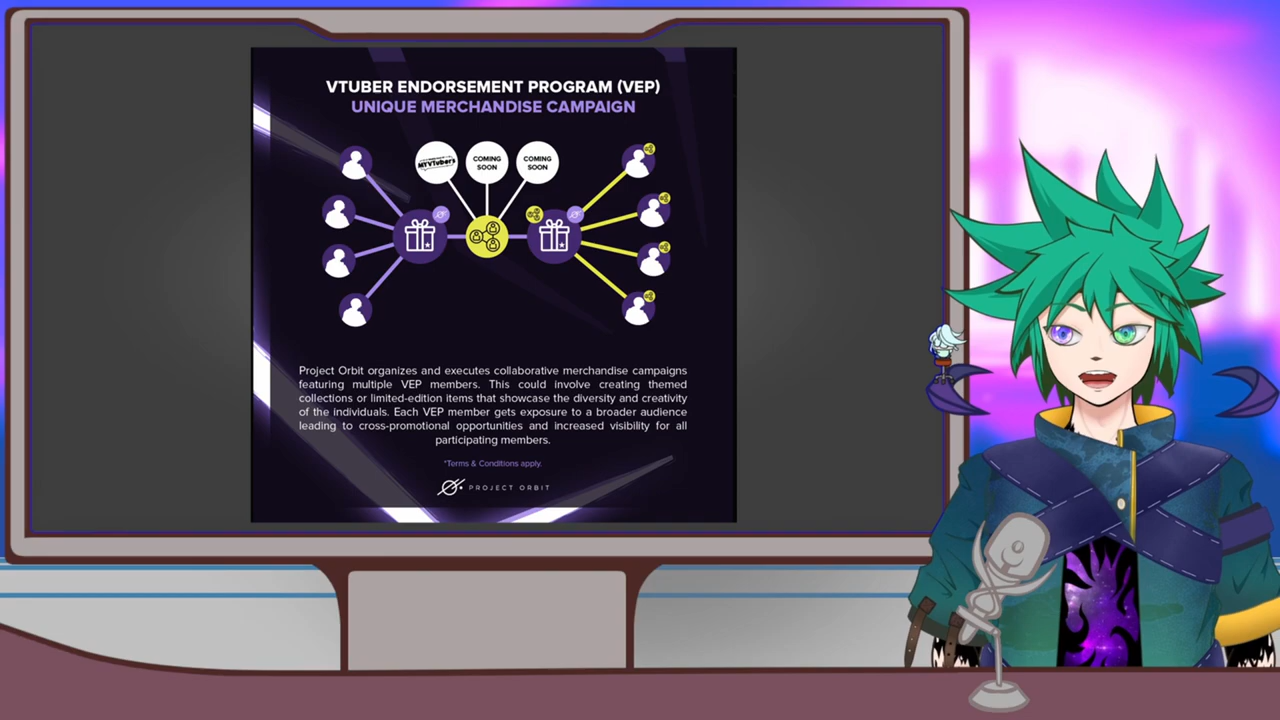 VTUBER ENDORSEMENT PROGRAM (VEP)
UNIQUE MERCHANDISE CAMPAIGN
MYVTubers
COMING SOON
COMING SOON
Project Orbit organizes and executes collaborative merchandise campaigns
featuring multiple VEP members. This could involve creating themed
collections or limited-edition items that showcase the diversity and creativity
of the individuals. Each VEP member gets exposure to a broader audience
leading to cross-promotional opportunities and increased visibility for all
participating members.
*Terms & Conditions apply.
PROJECT ORBIT